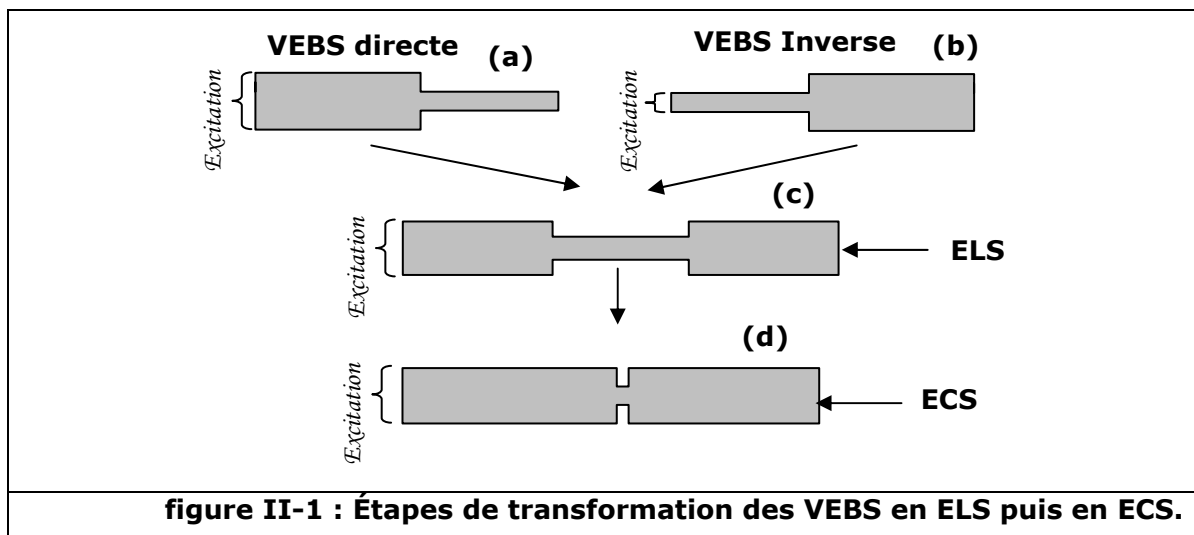 VEBS directe
(a)
VEBS Inverse
(b)
Excitation
Excitation
(c)
Excitation
ELS
(d)
Excitation
ECS
figure II-1 : Étapes de transformation des VEBS en ELS puis en ECS.